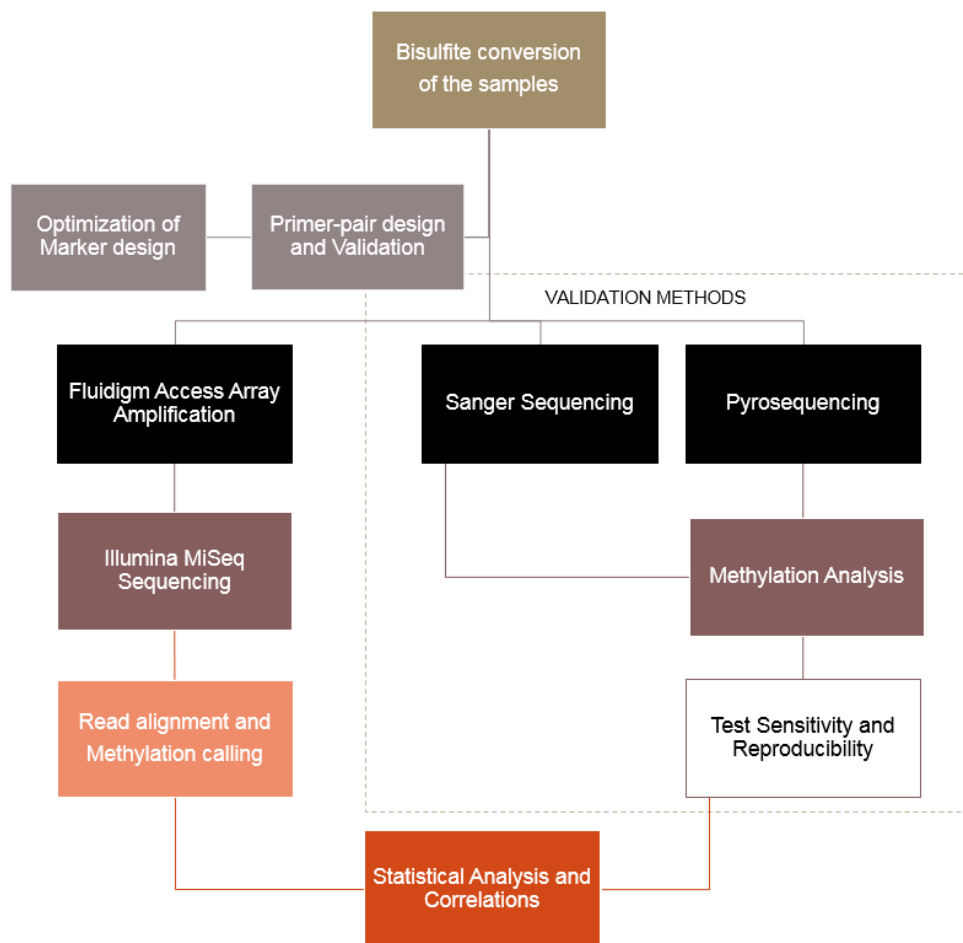 Bisulfite conversion
of the samples
Optimization of
Marker design
Primer-pair design
and Validation
VALIDATION METHODS
Fluidigm Access Array
Amplification
Sanger Sequencing
Pyrosequencing
Illumina MiSeq
Sequencing
Methylation Analysis
Read alignment and
Methylation calling
Test Sensitivity and
Reproducibility
Statistical Analysis and
Correlations